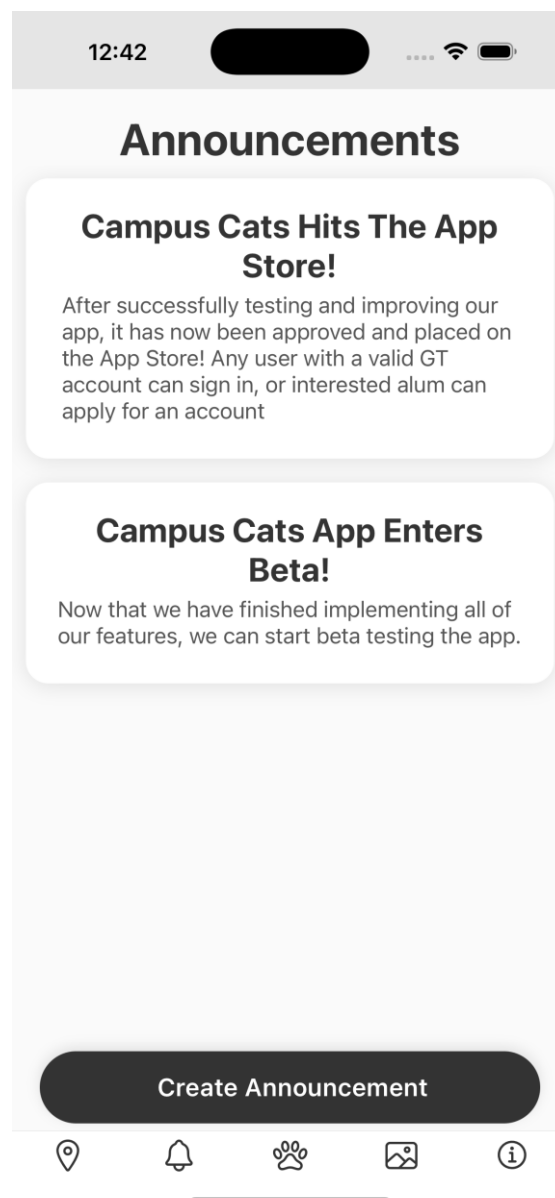 12:42
Announcements
Campus Cats Hits The App
Store!
After successfully testing and improving our
app, it has now been approved and placed on
the App Store! Any user with a valid GT
account can sign in, or interested alum can
apply for an account
Campus Cats App Enters
Beta!
Now that we have finished implementing all of
our features, we can start beta testing the app.
Create Announcement